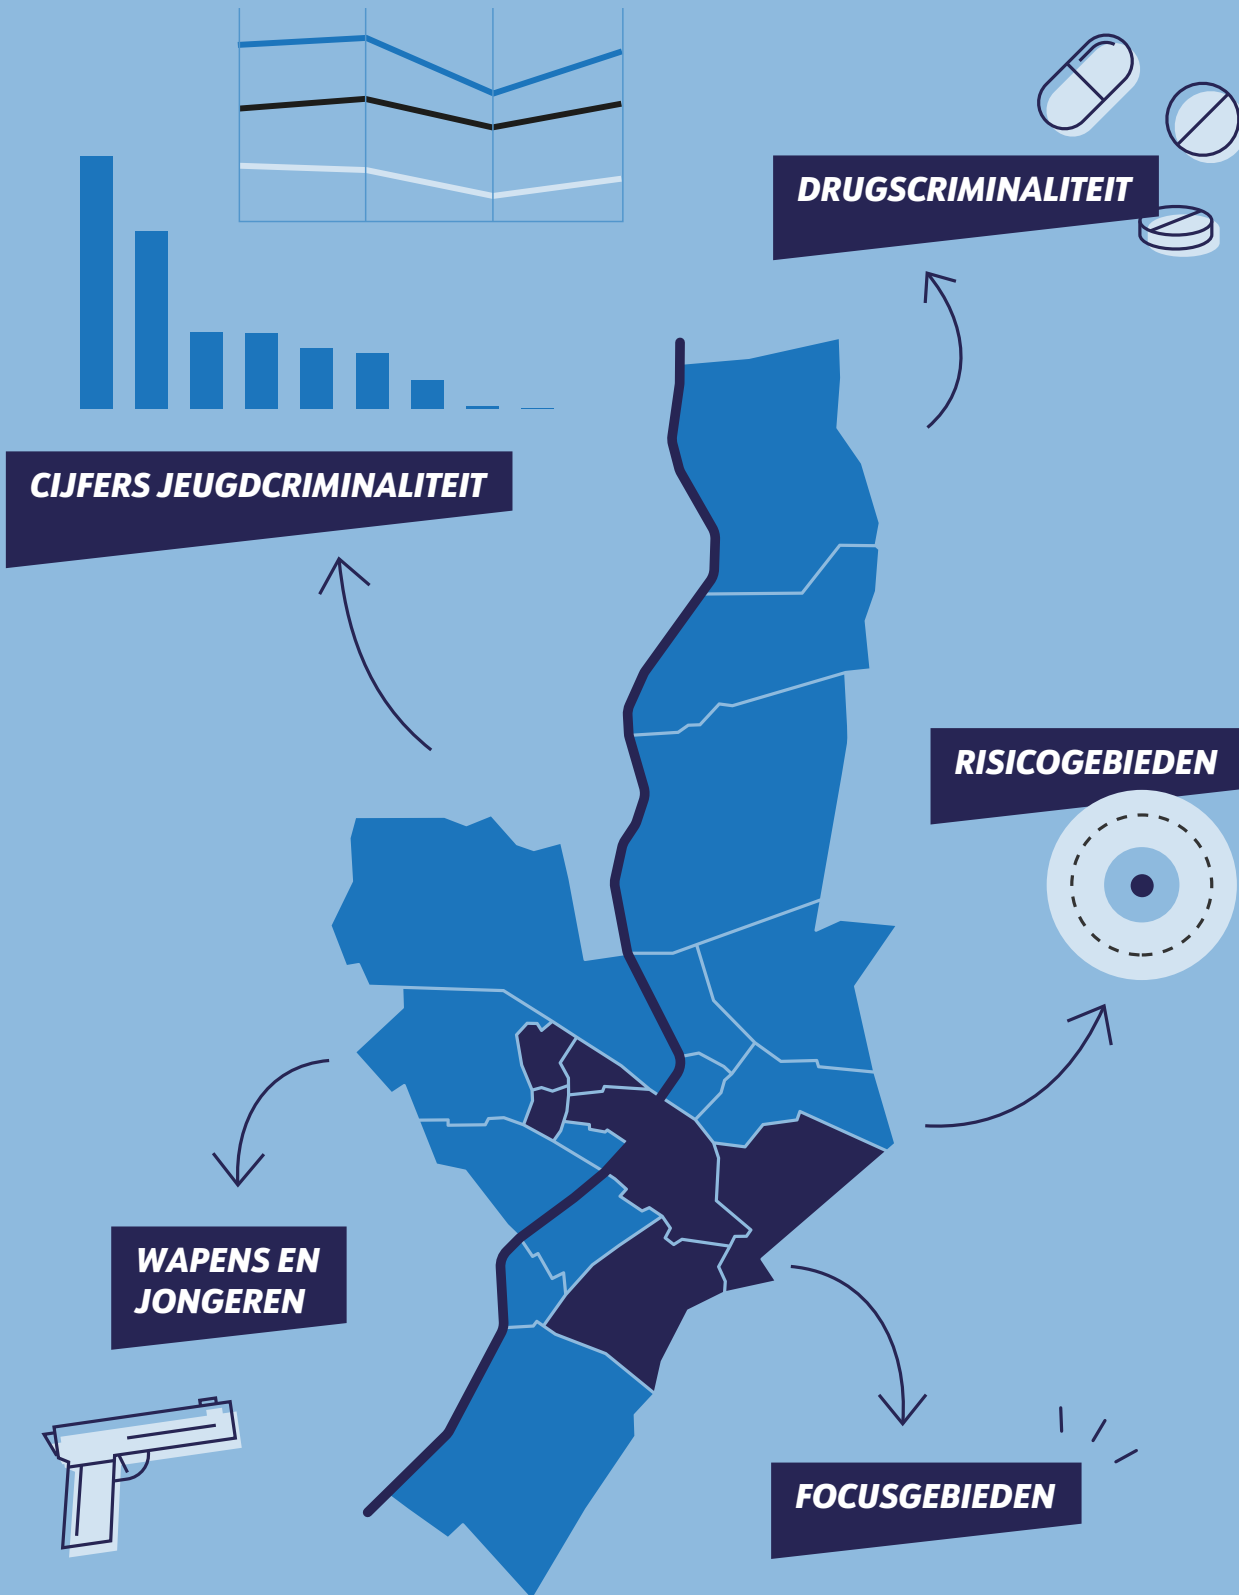 DRUGSCRIMINALITEIT
CIJFERS JEUGDCRIMINALITEIT
RISICOGEBIEDEN
WAPENS EN
JONGEREN
FOCUSGEBIEDEN